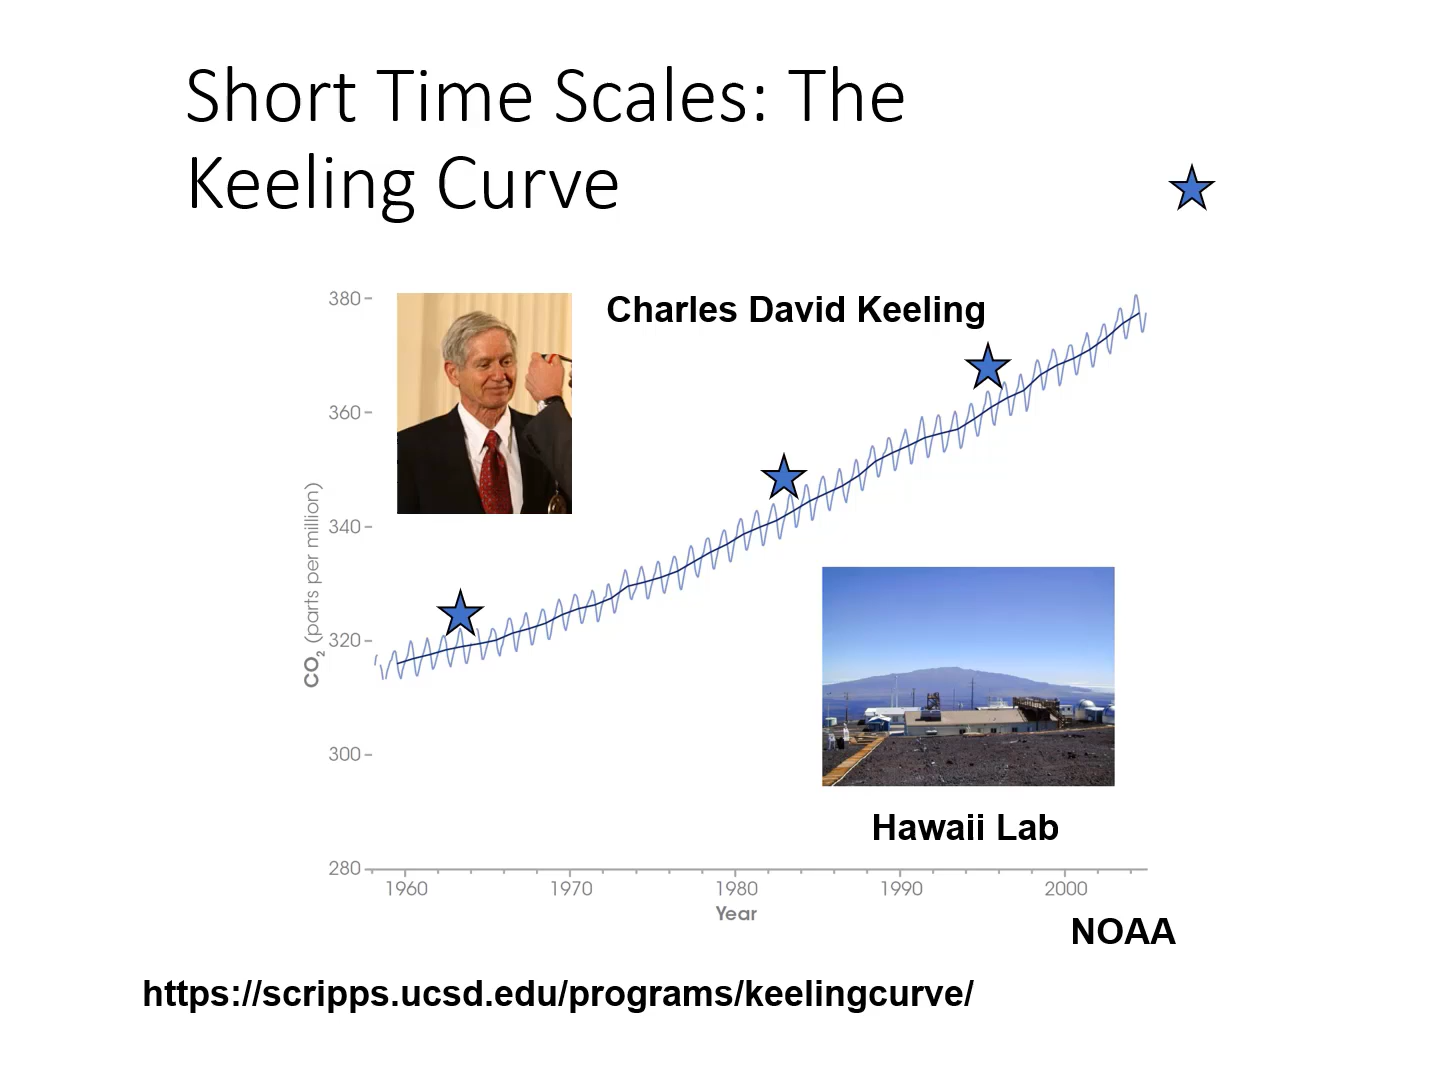 Short Time Scales: The
Keeling Curve
Charles David Keeling
380
360
340
320
300
280
CO₂ (parts per million)
Hawaii Lab
1960 1970 1980 1990 2000
Year
NOAA
https://scripps.ucsd.edu/programs/keelingcurve/